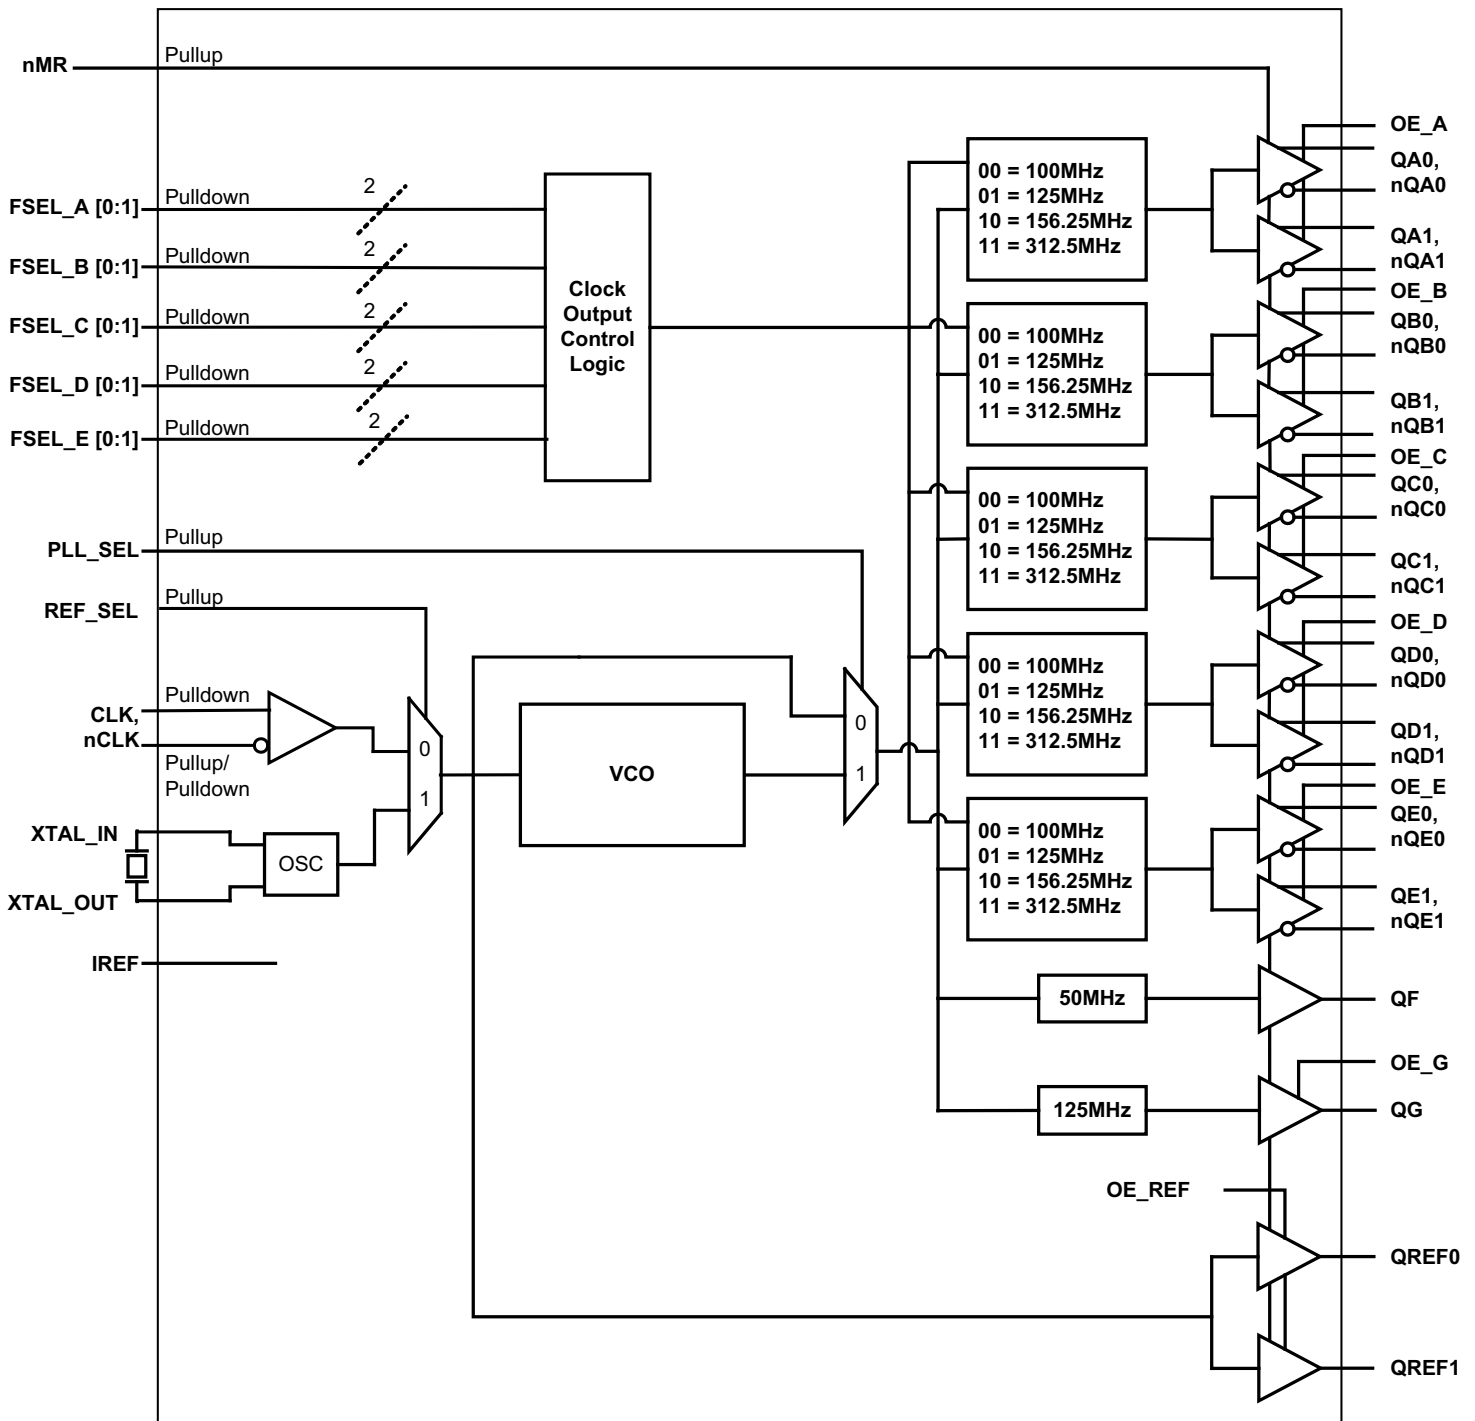 nMR
Pullup
FSEL_A [0:1]
Pulldown
2
FSEL_B [0:1]
Pulldown
2
FSEL_C [0:1]
Pulldown
2
FSEL_D [0:1]
Pulldown
2
FSEL_E [0:1]
Pulldown
2
Clock
Output
Control
Logic
PLL_SEL
Pullup
REF_SEL
Pullup
CLK,
nCLK
Pulldown
Pullup/
Pulldown
0
1
XTAL_IN
XTAL_OUT
OSC
IREF
VCO
0
1
00 = 100MHz
01 = 125MHz
10 = 156.25MHz
11 = 312.5MHz
00 = 100MHz
01 = 125MHz
10 = 156.25MHz
11 = 312.5MHz
00 = 100MHz
01 = 125MHz
10 = 156.25MHz
11 = 312.5MHz
00 = 100MHz
01 = 125MHz
10 = 156.25MHz
11 = 312.5MHz
00 = 100MHz
01 = 125MHz
10 = 156.25MHz
11 = 312.5MHz
50MHz
125MHz
OE_REF
OE_A
QA0,
nQA0
QA1,
nQA1
OE_B
QB0,
nQB0
QB1,
nQB1
OE_C
QC0,
nQC0
QC1,
nQC1
OE_D
QD0,
nQD0
QD1,
nQD1
OE_E
QE0,
nQE0
QE1,
nQE1
QF
OE_G
QG
QREF0
QREF1